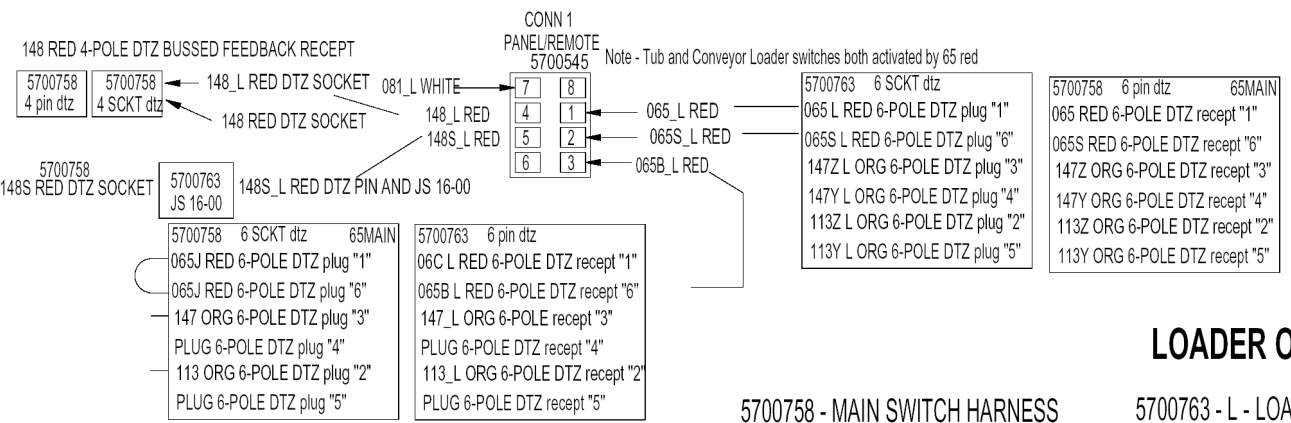 CONN 1
PANEL/REMOTE
5700545
148 RED 4-POLE DTZ BUSSED FEEDBACK RECEPT
Note - Tub and Conveyor Loader switches both activated by 65 red
5700758
4 pin dtz
5700758
4 SCKT dtz
148_L RED DTZ SOCKET
148 RED DTZ SOCKET
081_L WHITE
148_L RED
148S_L RED
7 8
4 1
5 2
6 3
065_L RED
065S_L RED
065B_L RED
5700758
148S RED DTZ SOCKET
5700763
JS 16-00
148S_L RED DTZ PIN AND JS 16-00
5700763 6 SCKT dtz
065 L RED 6-POLE DTZ plug "1"
065S L RED 6-POLE DTZ plug "6"
147Z L ORG 6-POLE DTZ plug "3"
147Y L ORG 6-POLE DTZ plug "4"
113Z L ORG 6-POLE DTZ plug "2"
113Y L ORG 6-POLE DTZ plug "5"
5700758 6 pin dtz 65MAIN
065 RED 6-POLE DTZ recept "1"
065S RED 6-POLE DTZ recept "6"
147Z ORG 6-POLE DTZ recept "3"
147Y ORG 6-POLE DTZ recept "4"
113Z ORG 6-POLE DTZ recept "2"
113Y ORG 6-POLE DTZ recept "5"
5700758 6 SCKT dtz 65MAIN
065J RED 6-POLE DTZ plug "1"
065J RED 6-POLE DTZ plug "6"
147 ORG 6-POLE DTZ plug "3"
PLUG 6-POLE DTZ plug "4"
113 ORG 6-POLE DTZ plug "2"
PLUG 6-POLE DTZ plug "5"
5700763 6 pin dtz
06C L RED 6-POLE DTZ recept "1"
065B L RED 6-POLE DTZ recept "6"
147_L ORG 6-POLE recept "3"
PLUG 6-POLE DTZ recept "4"
113_L ORG 6-POLE DTZ recept "2"
PLUG 6-POLE DTZ recept "5"
LOADER O
5700758 - MAIN SWITCH HARNESS
5700763 - L - LOA